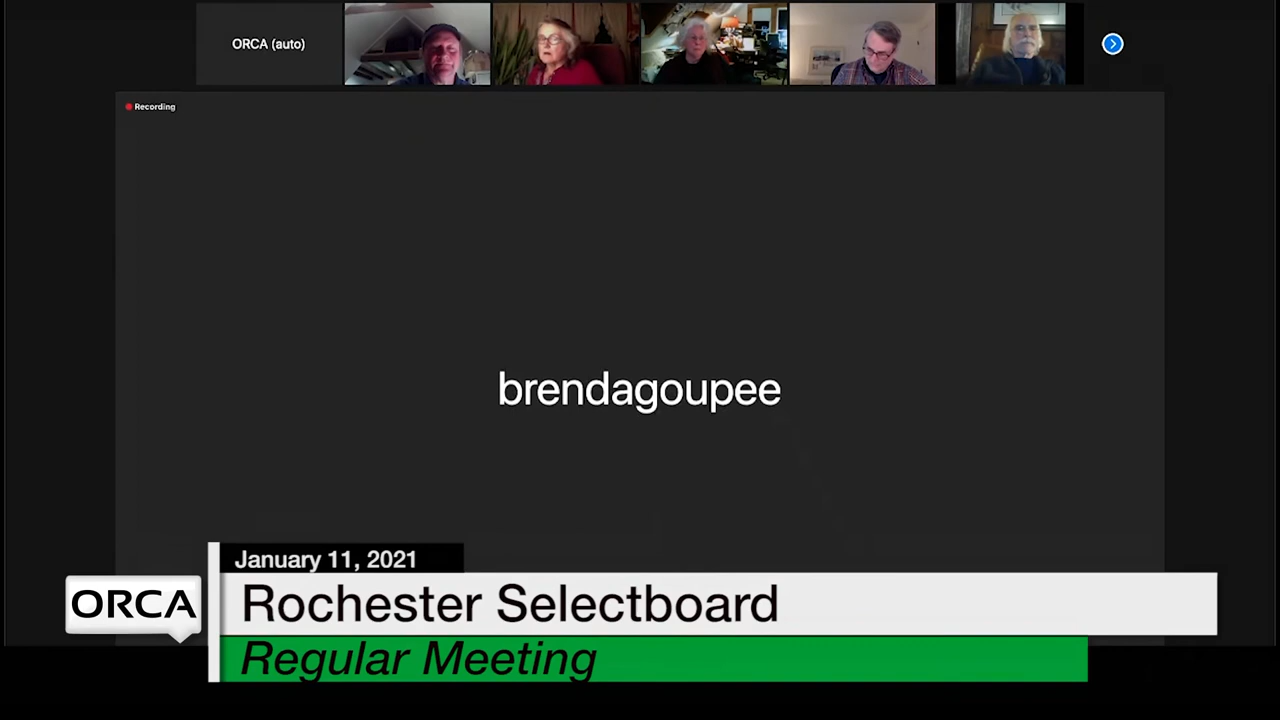 ORCA (auto)
Recording
brendagoupee
January 11, 2021
ORCA
Rochester Selectboard
Regular Meeting